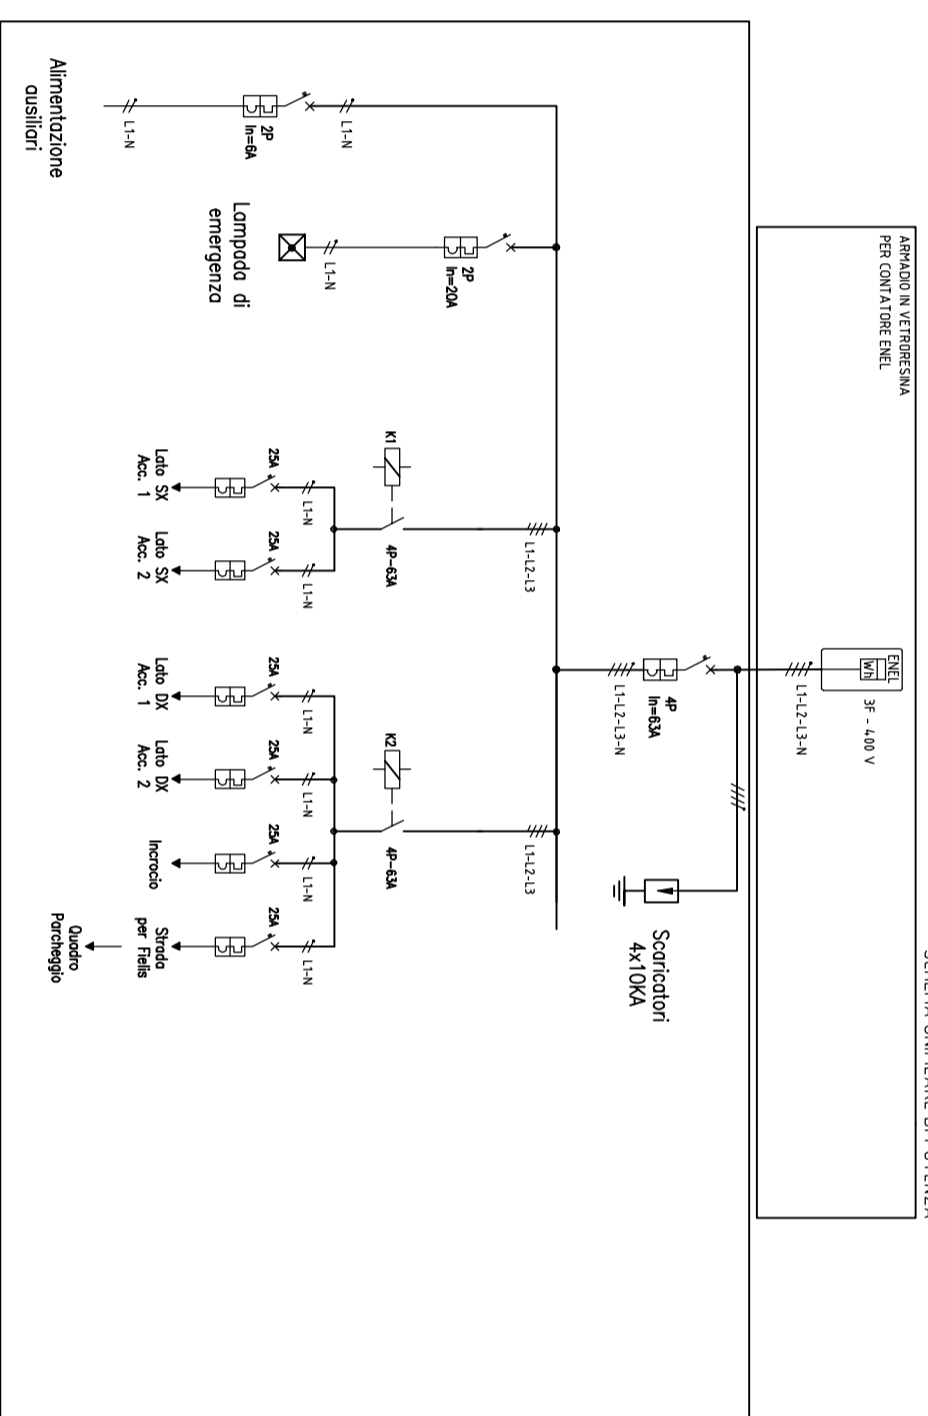 SCHEMA UNIFILARE DI POTENZA
ARMADIO IN VETRORESINA
PER CONTATORE ENEL
ENEL
Wh
3F - 400 V
L1-L2-L3-N
4P
In=63A
L1-L2-L3-N
Scaricatori
4x10KA
L1-N
2P
In=6A
L1-N
Alimentazione
ausiliari
2P
In=20A
L1-N
Lampada di
emergenza
L1-L2-L3
K1
4P-63A
L1-N
25A
Lato SX
Acc. 1
L1-N
25A
Lato SX
Acc. 2
L1-L2-L3
K2
4P-63A
L1-N
25A
Lato DX
Acc. 1
L1-N
25A
Lato DX
Acc. 2
L1-N
25A
Incrocio
L1-N
25A
Strada
per Fielis
Quadro
Parcheggio